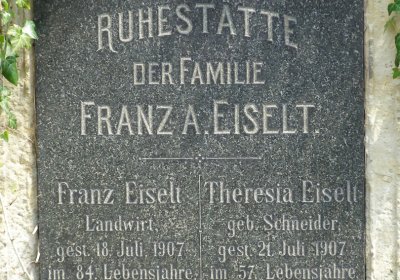 RUHESTÄTTE
DER FAMILIE
FRANZ A. EISELT.
Franz Eiselt
Landwirt,
gest. 18. Juli, 1907
im 84. Lebensjahre.
Theresia Eiselt
geb. Schneider,
gest. 21. Juli 1907
im 57. Lebensjahre.